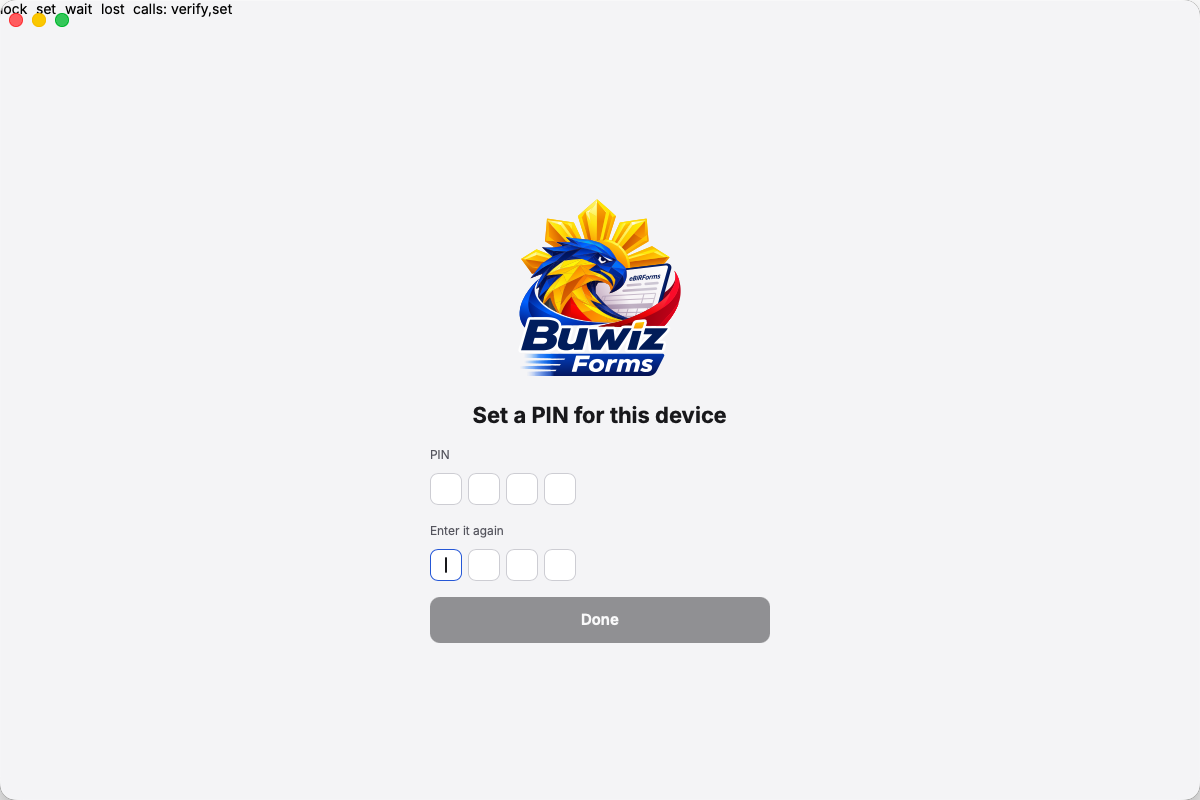 lock set wait lost calls: verify,set
eBIRForms
Buwiz
Forms
Set a PIN for this device
PIN
Enter it again
Done